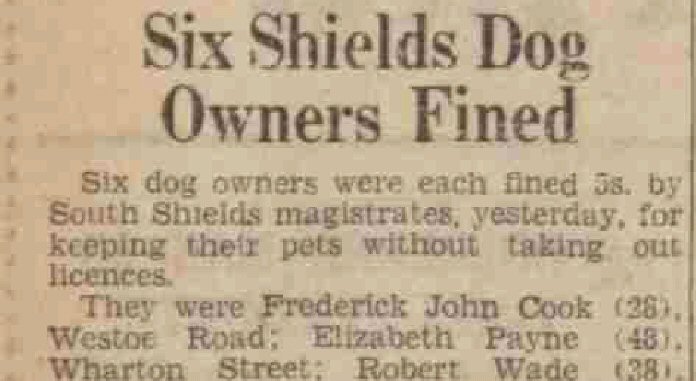 Six Shields Dog
Owners Fined
Six dog owners were each fined 5s. by
South Shields magistrates, yesterday, for
keeping their pets without taking out
licences.
They were Frederick John Cook (26),
Westoe Road; Elizabeth Payne (48),
Wharton Street; Robert Wade (38),